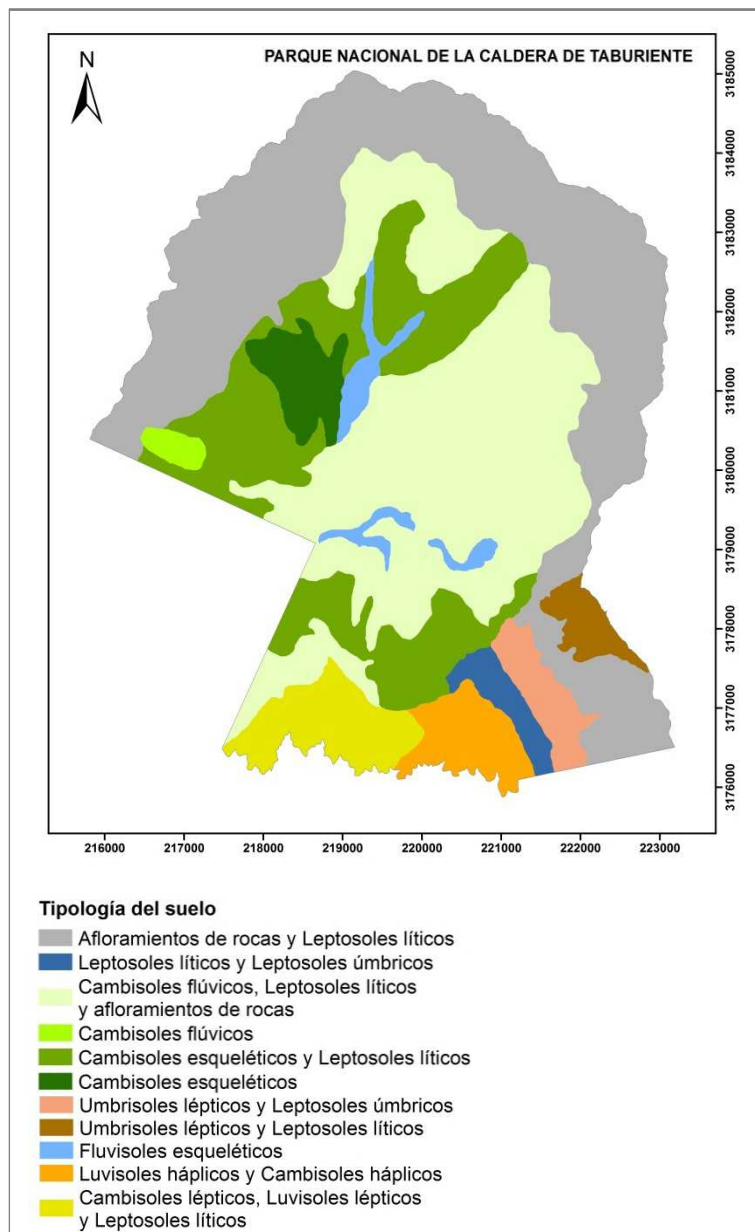 PARQUE NACIONAL DE LA CALDERA DE TABURIENTE
N
3185000
3184000
3183000
3182000
3181000
3180000
3179000
3178000
3177000
3176000
216000 217000 218000 219000 220000 221000 222000 223000
Tipología del suelo
Afloramientos de rocas y Leptosoles líticos
Leptosoles líticos y Leptosoles úmbricos
Cambisoles flúvicos, Leptosoles líticos
y afloramientos de rocas
Cambisoles flúvicos
Cambisoles esqueléticos y Leptosoles líticos
Cambisoles esqueléticos
Umbrisoles lépticos y Leptosoles úmbricos
Umbrisoles lépticos y Leptosoles líticos
Fluvisoles esqueléticos
Luvisoles háplicos y Cambisoles háplicos
Cambisoles lépticos, Luvisoles lépticos
y Leptosoles líticos